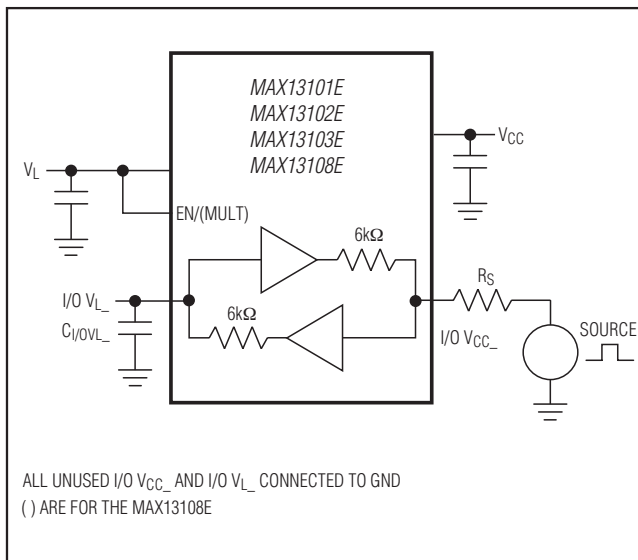 MAX13101E
MAX13102E
MAX13103E
MAX13108E
V_L
V_CC
EN/(MULT)
6kΩ
R_S
I/O V_L_
6kΩ
SOURCE
C_I/OVL_
I/O V_CC_
ALL UNUSED I/O V_CC_ AND I/O V_L_ CONNECTED TO GND
( ) ARE FOR THE MAX13108E